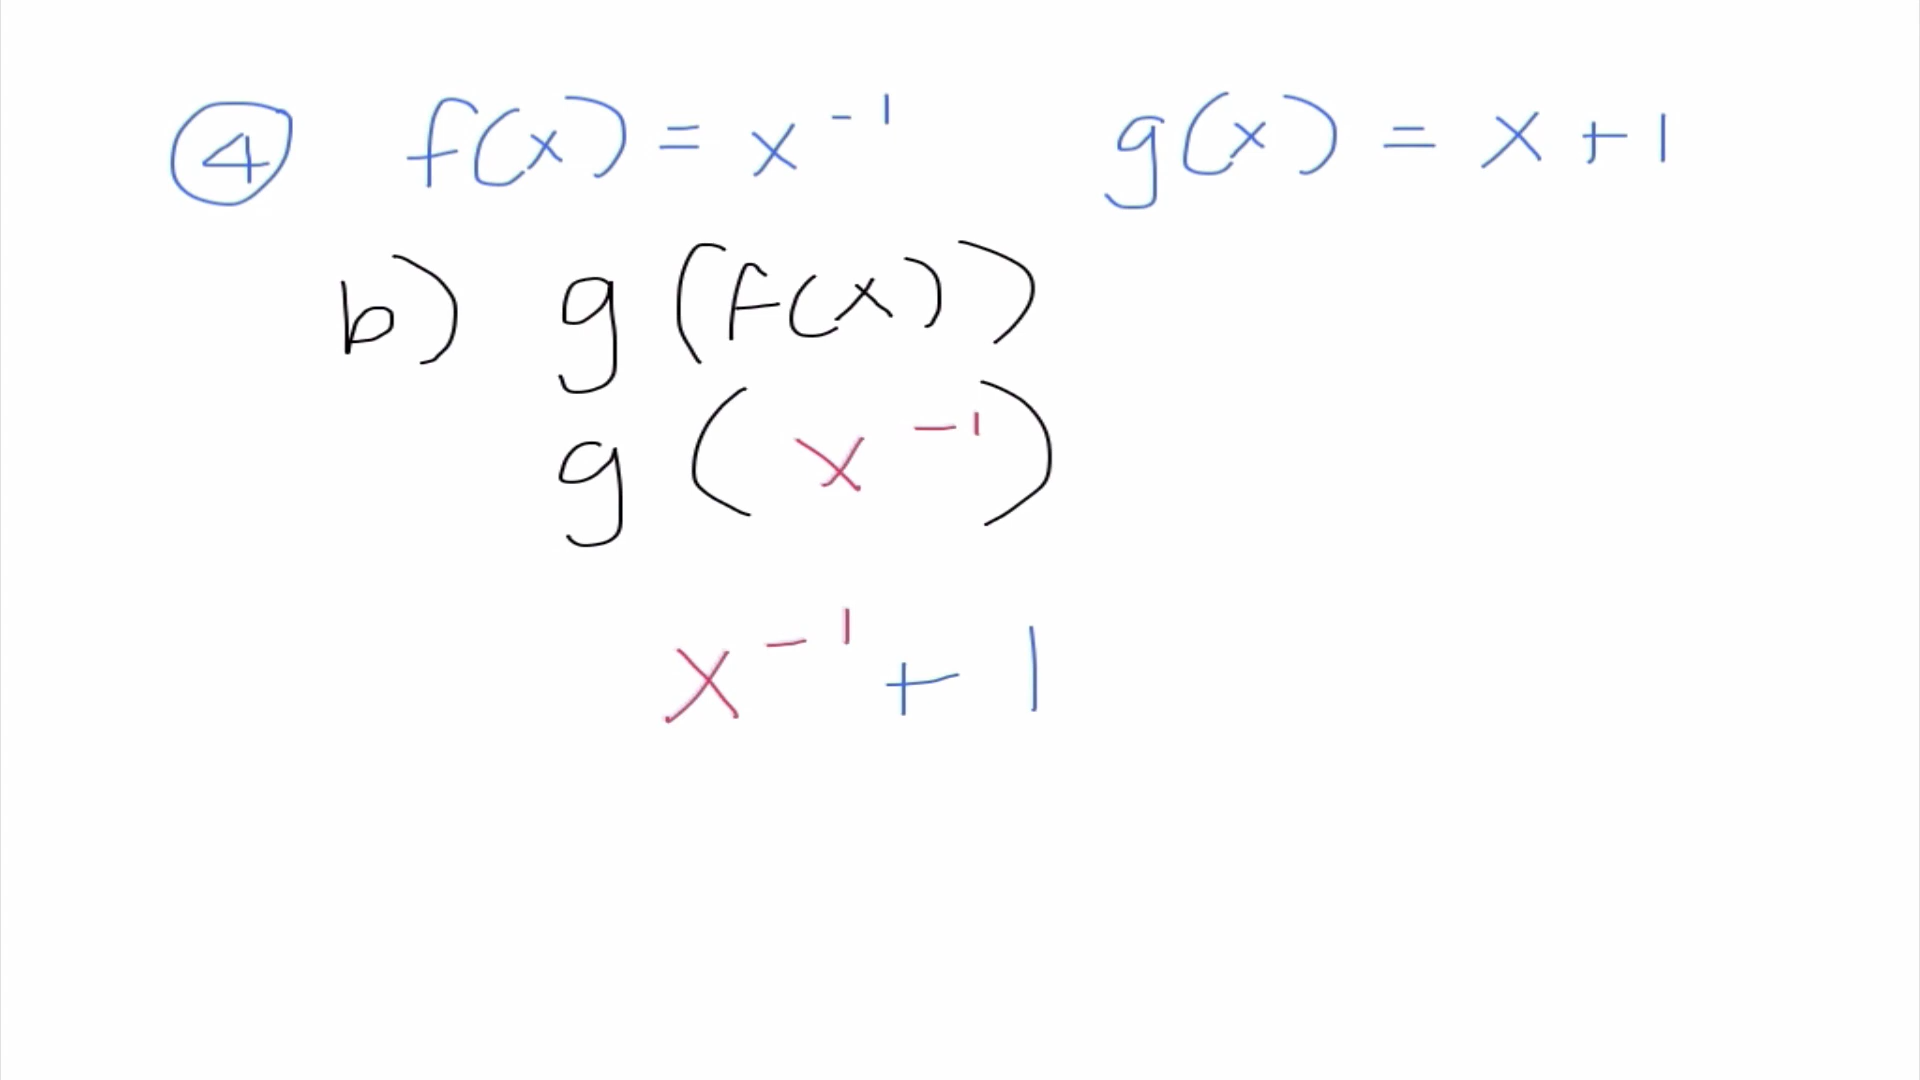 ④ f(x) = x⁻¹ g(x) = x + 1
b) g(f(x))
g(x⁻¹)
x⁻¹ + 1